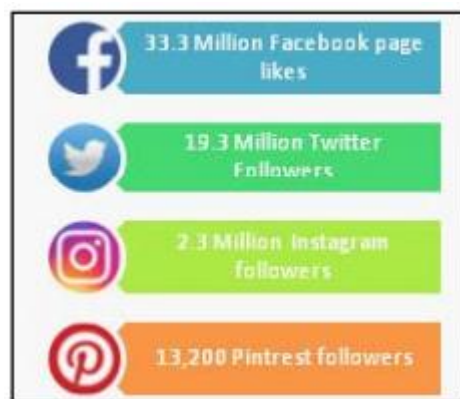 33.3 Million Facebook page
likes
19.3 Million Twitter
Followers
2.3 Million Instagram
followers
13,200 Pintrest followers